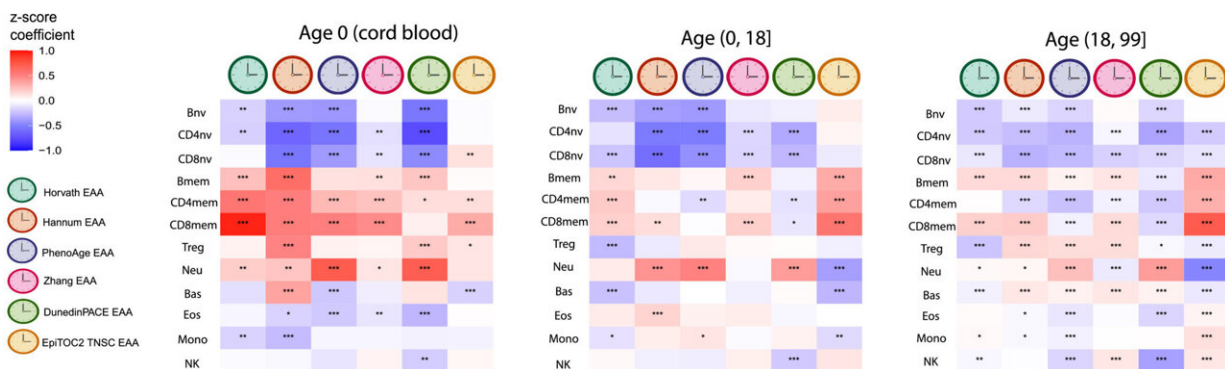 z-score
coefficient
1.0
0.5
0.0
−0.5
−1.0
Horvath EAA
Hannum EAA
PhenoAge EAA
Zhang EAA
DunedinPACE EAA
EpiTOC2 TNSC EAA
Age 0 (cord blood)
Bnv ** *** *** ***
CD4nv ** *** *** ** ***
CD8nv *** *** ** *** **
Bmem *** *** ** ***
CD4mem *** *** *** *** * **
CD8mem *** *** *** *** ***
Treg *** *** *
Neu ** ** *** * ***
Bas *** *** ***
Eos * *** ** ***
Mono ** ***
NK **
Age (0, 18]
Bnv *** *** ***
CD4nv *** *** *** ***
CD8nv *** *** *** *** ***
Bmem ** *** ***
CD4mem *** ** ** ***
CD8mem *** ** *** * ***
Treg ***
Neu *** *** *** ***
Bas *** ***
Eos ***
Mono * * **
NK ***
Age (18, 99]
Bnv *** *** *** ***
CD4nv *** *** *** *** *** ***
CD8nv *** *** *** *** *** ***
Bmem *** *** *** *** *** ***
CD4mem *** *** *** *** ***
CD8mem *** *** *** *** *** ***
Treg *** *** *** *** * ***
Neu * * *** *** *** ***
Bas *** *** *** *** *** ***
Eos * *** *** ***
Mono * * *** ***
NK ** *** *** *** ***